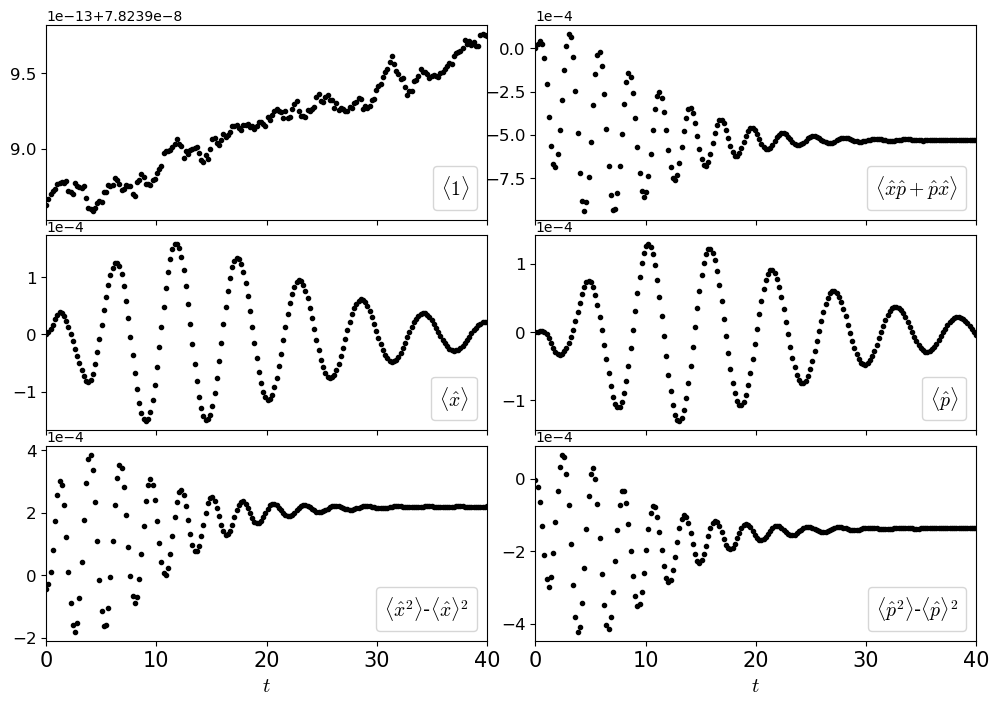 1e−13+7.8239e−8
9.5
9.0
⟨1⟩
1e−4
0.0
−2.5
−5.0
−7.5
⟨x̂p̂ + p̂x̂⟩
1e−4
1
0
−1
⟨x̂⟩
1e−4
1
0
−1
⟨p̂⟩
1e−4
4
2
0
−2
⟨x̂²⟩-⟨x̂⟩²
0 10 20 30 40
t
1e−4
0
−2
−4
⟨p̂²⟩-⟨p̂⟩²
0 10 20 30 40
t